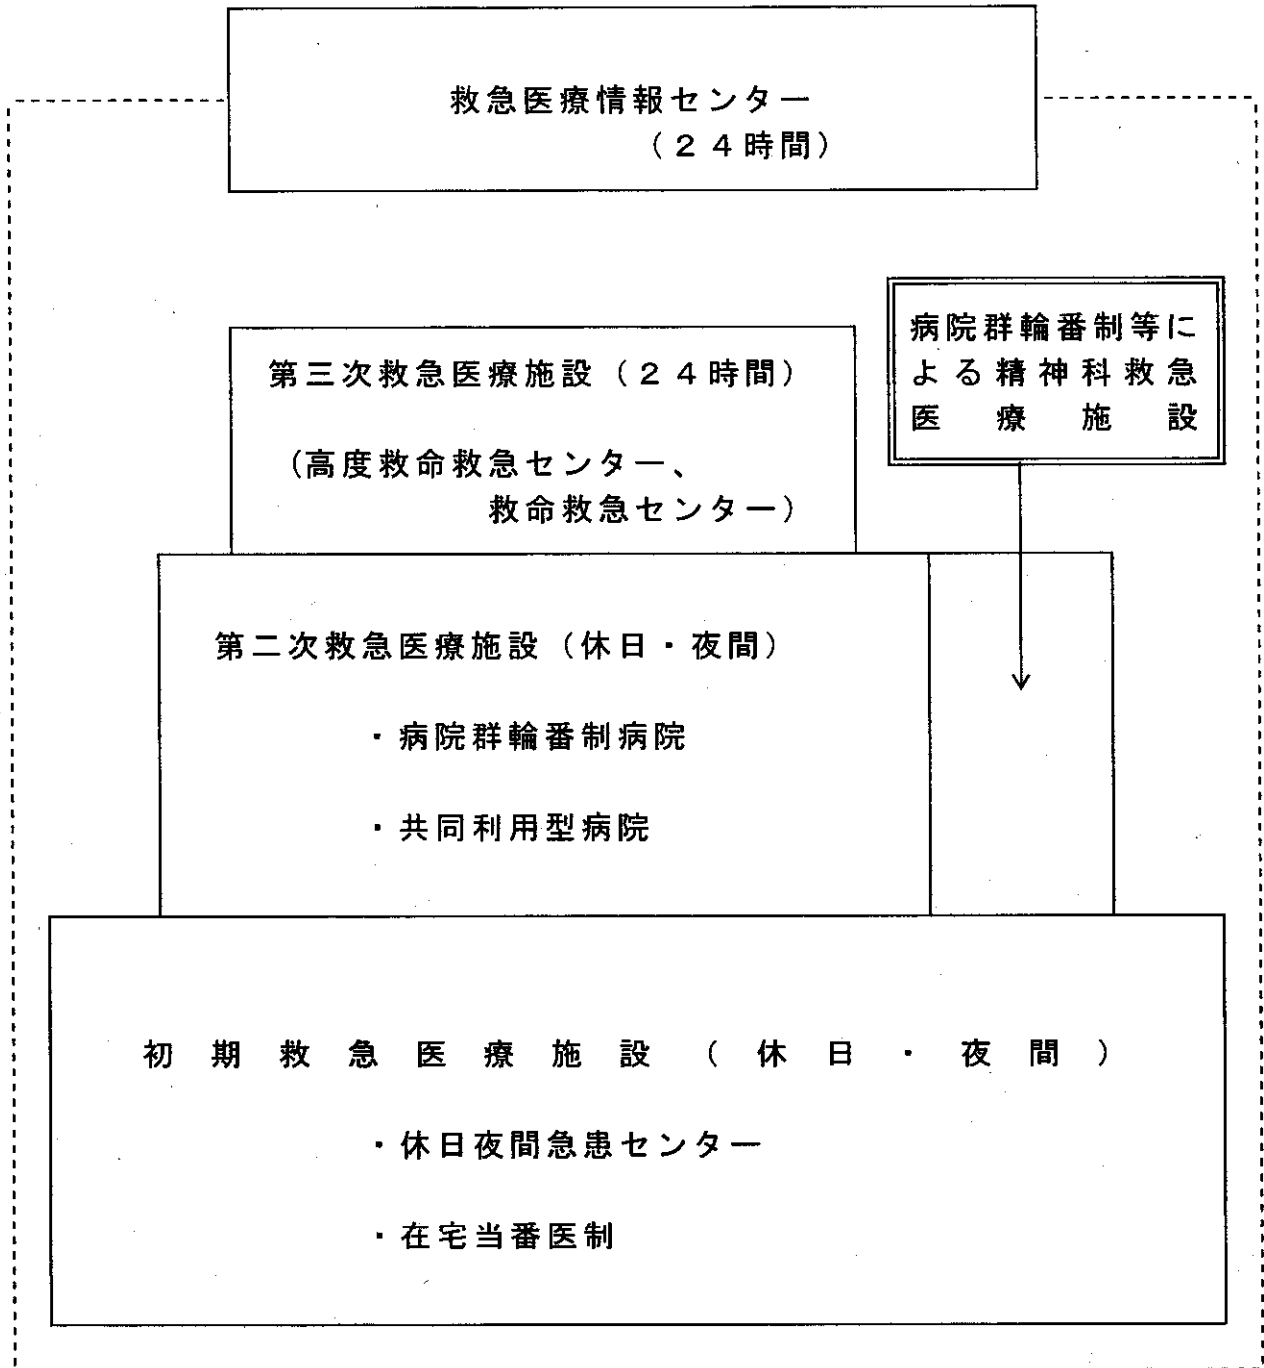 救急医療情報センター
（２４時間）
病院群輪番制等に
よる精神科救急
医療施設
第三次救急医療施設（２４時間）
（高度救命救急センター、
救命救急センター）
第二次救急医療施設（休日・夜間）
・病院群輪番制病院
・共同利用型病院
初期救急医療施設（休日・夜間）
・休日夜間急患センター
・在宅当番医制